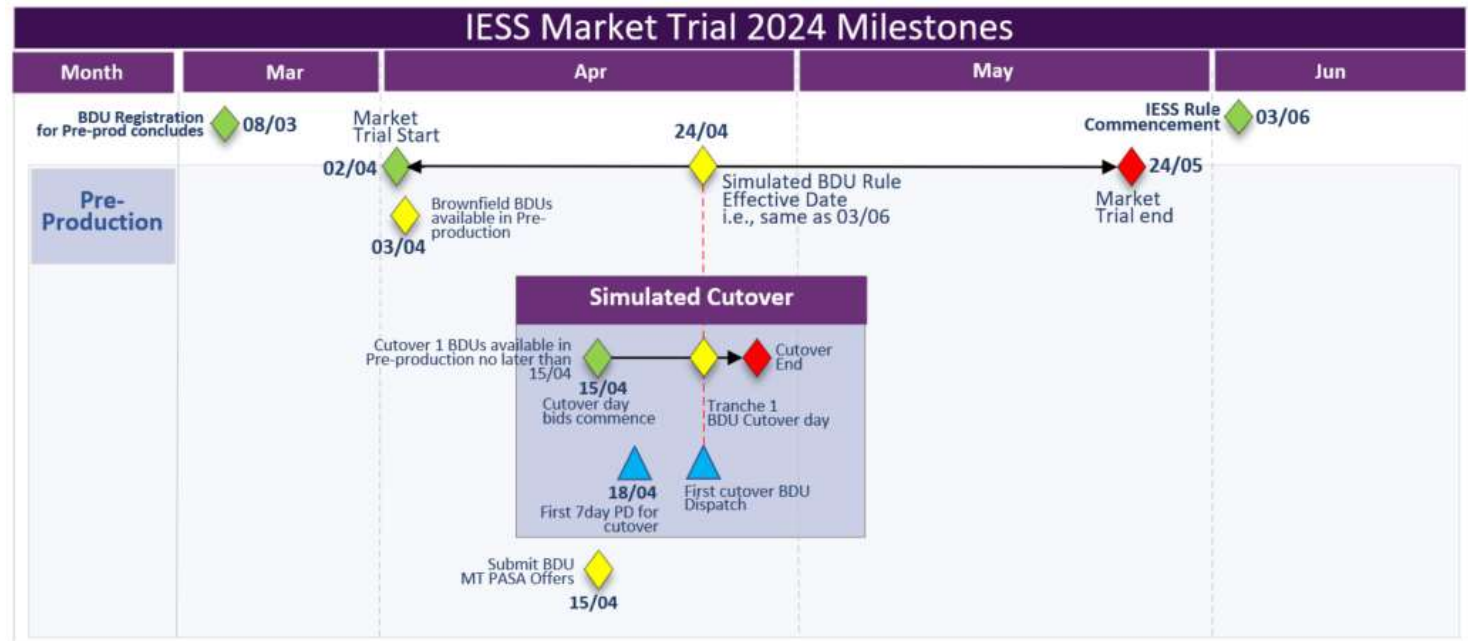 IESS Market Trial 2024 Milestones
Month
Mar
Apr
May
Jun
BDU Registration
for Pre-prod concludes
08/03
Market
Trial Start
24/04
IESS Rule
Commencement
03/06
02/04
24/05
Pre-
Production
Brownfield BDUs
available in Pre-
production
03/04
Simulated BDU Rule
Effective Date
i.e., same as 03/06
Market
Trial end
Simulated Cutover
Cutover 1 BDUs available in
Pre-production no later than
15/04
15/04
Cutover day
bids commence
Cutover
End
Tranche 1
BDU Cutover day
18/04
First 7day PD for
cutover
First cutover BDU
Dispatch
Submit BDU
MT PASA Offers
15/04